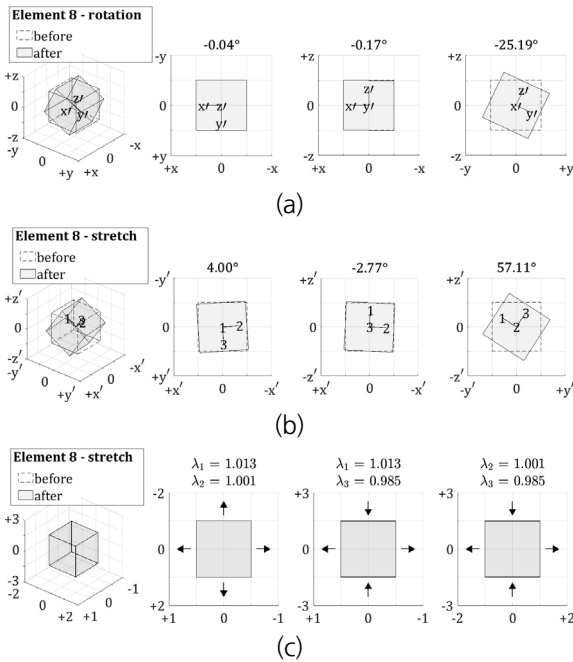 Element 8 - rotation
before
after
-0.04°
-0.17°
-25.19°
+z
0
-z
-y
0
+y
+x
0
-x
x′
y′
z′
-y
0
+y
+x
0
-x
x′
z′
y′
+z
0
-z
+x
0
-x
x′
y′
z′
+z
0
-z
-y
0
+y
x′
y′
z′
(a)
Element 8 - stretch
before
after
4.00°
-2.77°
57.11°
+z′
0
-z′
-y′
0
+y′
+x′
0
-x′
1
3
2
-y′
0
+y′
+x′
0
-x′
1
2
3
+z′
0
-z′
+x′
0
-x′
1
3
2
+z′
0
-z′
-y′
0
+y′
1
2
3
(b)
Element 8 - stretch
before
after
λ₁ = 1.013
λ₂ = 1.001
λ₁ = 1.013
λ₃ = 0.985
λ₂ = 1.001
λ₃ = 0.985
+3
0
-3
-2
0
+2
+1
0
-1
-2
0
+2
+1
0
-1
+3
0
-3
+1
0
-1
+3
0
-3
-2
0
+2
(c)